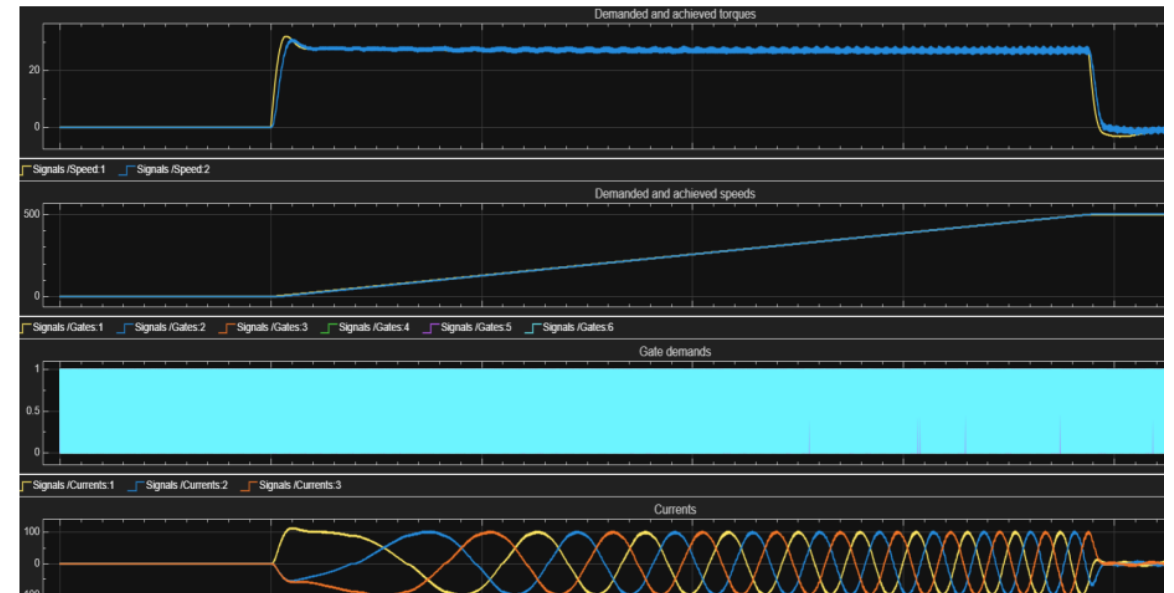 Demanded and achieved torques
20
0
Signals /Speed:1 Signals /Speed:2
Demanded and achieved speeds
500
0
Signals /Gates:1 Signals /Gates:2 Signals /Gates:3 Signals /Gates:4 Signals /Gates:5 Signals /Gates:6
Gate demands
1
0.5
0
Signals /Currents:1 Signals /Currents:2 Signals /Currents:3
Currents
100
0